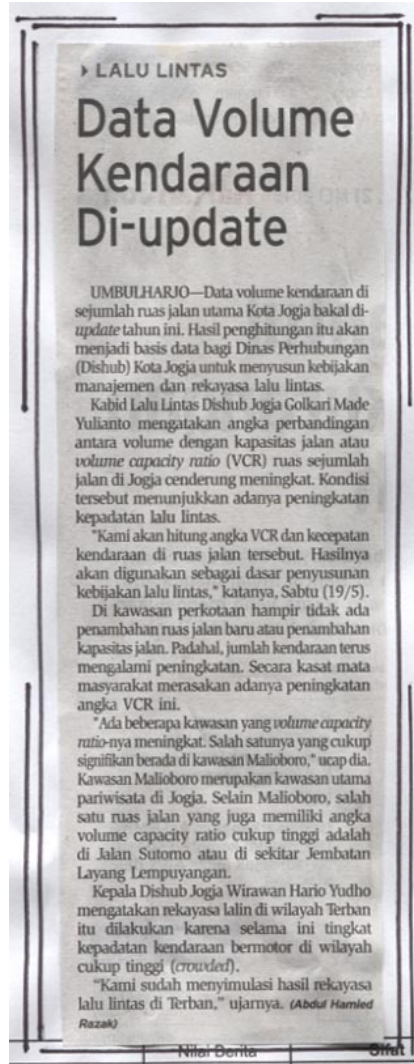 ▸ LALU LINTAS
Data Volume
Kendaraan
Di-update
UMBULHARJO—Data volume kendaraan di
sejumlah ruas jalan utama Kota Jogja bakal di-
update tahun ini. Hasil penghitungan itu akan
menjadi basis data bagi Dinas Perhubungan
(Dishub) Kota Jogja untuk menyusun kebijakan
manajemen dan rekayasa lalu lintas.
Kabid Lalu Lintas Dishub Jogja Golkari Made
Yulianto mengatakan angka perbandingan
antara volume dengan kapasitas jalan atau
volume capacity ratio (VCR) ruas sejumlah
jalan di Jogja cenderung meningkat. Kondisi
tersebut menunjukkan adanya peningkatan
kepadatan lalu lintas.
"Kami akan hitung angka VCR dan kecepatan
kendaraan di ruas jalan tersebut. Hasilnya
akan digunakan sebagai dasar penyusunan
kebijakan lalu lintas," katanya, Sabtu (19/5).
Di kawasan perkotaan hampir tidak ada
penambahan ruas jalan baru atau penambahan
kapasitas jalan. Padahal, jumlah kendaraan terus
mengalami peningkatan. Secara kasat mata
masyarakat merasakan adanya peningkatan
angka VCR ini.
"Ada beberapa kawasan yang volume capacity
ratio-nya meningkat. Salah satunya yang cukup
signifikan berada di kawasan Malioboro," ucap dia.
Kawasan Malioboro merupakan kawasan utama
pariwisata di Jogja. Selain Malioboro, salah
satu ruas jalan yang juga memiliki angka
volume capacity ratio cukup tinggi adalah
di Jalan Sutomo atau di sekitar Jembatan
Layang Lempuyangan.
Kepala Dishub Jogja Wirawan Hario Yudho
mengatakan rekayasa lalin di wilayah Terban
itu dilakukan karena selama ini tingkat
kepadatan kendaraan bermotor di wilayah
cukup tinggi (crowded).
"Kami sudah menyimulasi hasil rekayasa
lalu lintas di Terban," ujarnya. (Abdul Hamied
Razak)
Nilai Berita Sifat